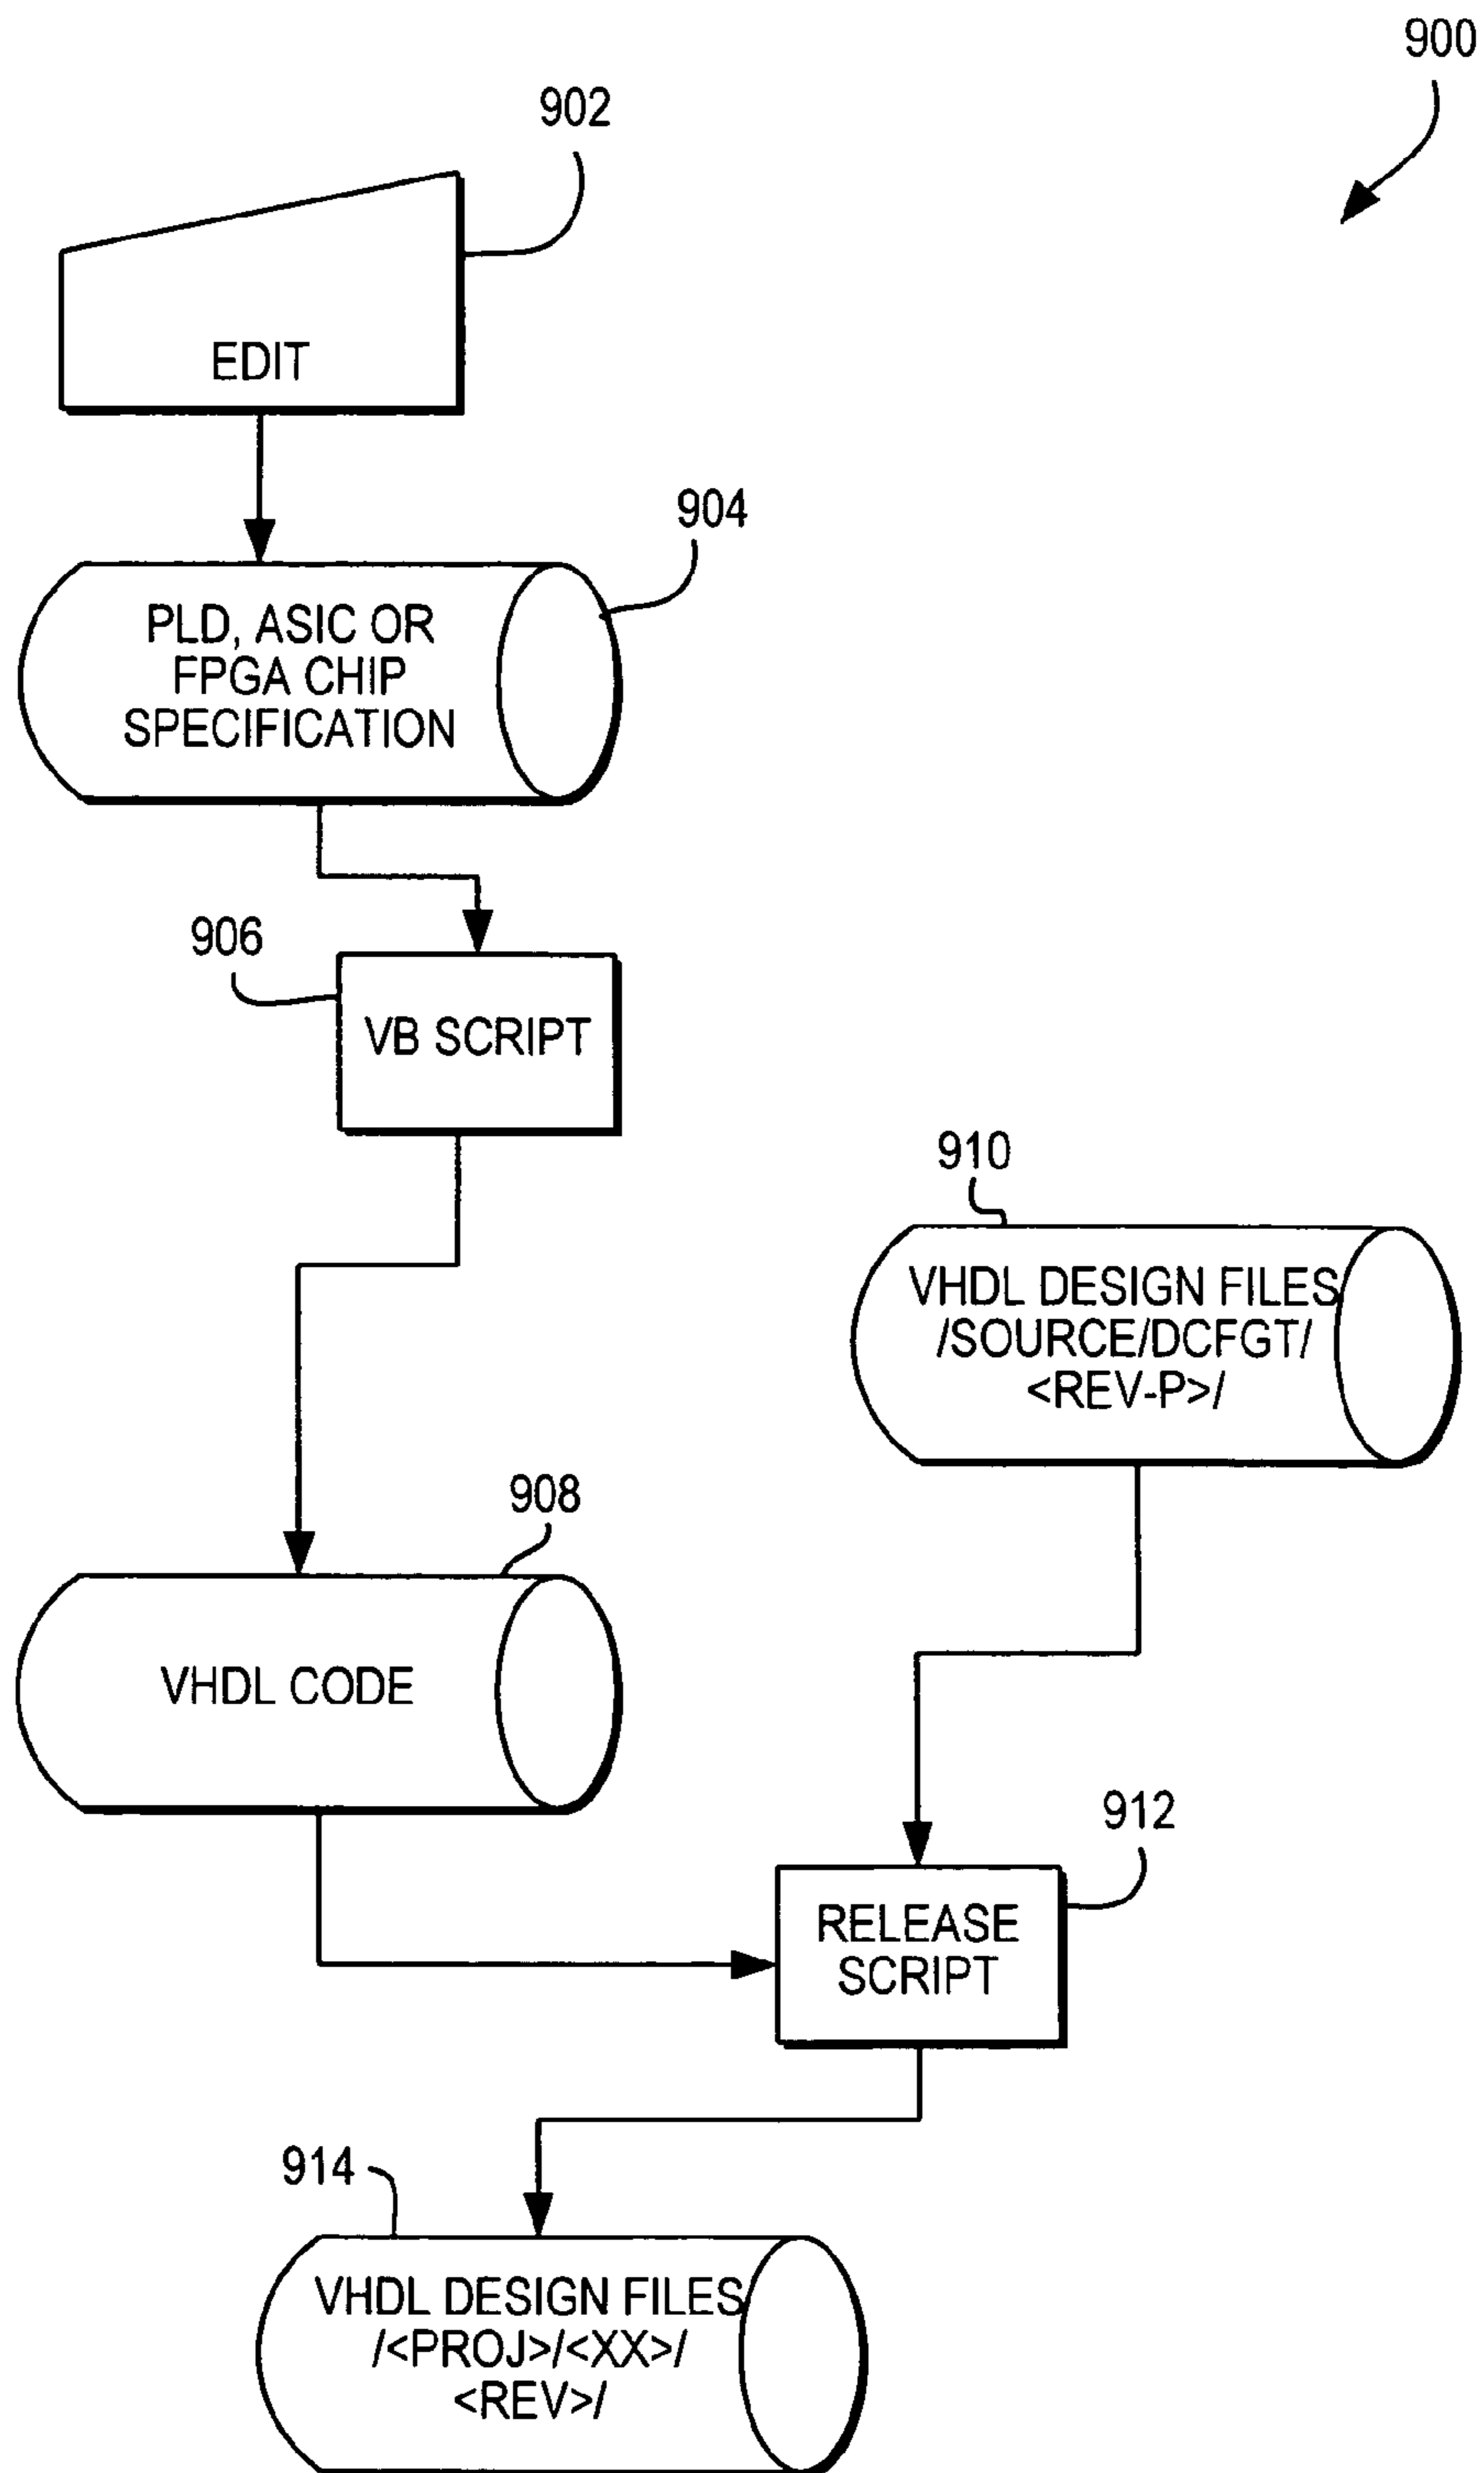 900
902
EDIT
904
PLD, ASIC OR
FPGA CHIP
SPECIFICATION
906
VB SCRIPT
910
VHDL DESIGN FILES
/SOURCE/DCFGT/
<REV-P>/
908
VHDL CODE
912
RELEASE
SCRIPT
914
VHDL DESIGN FILES
/<PROJ>/<XX>/
<REV>/